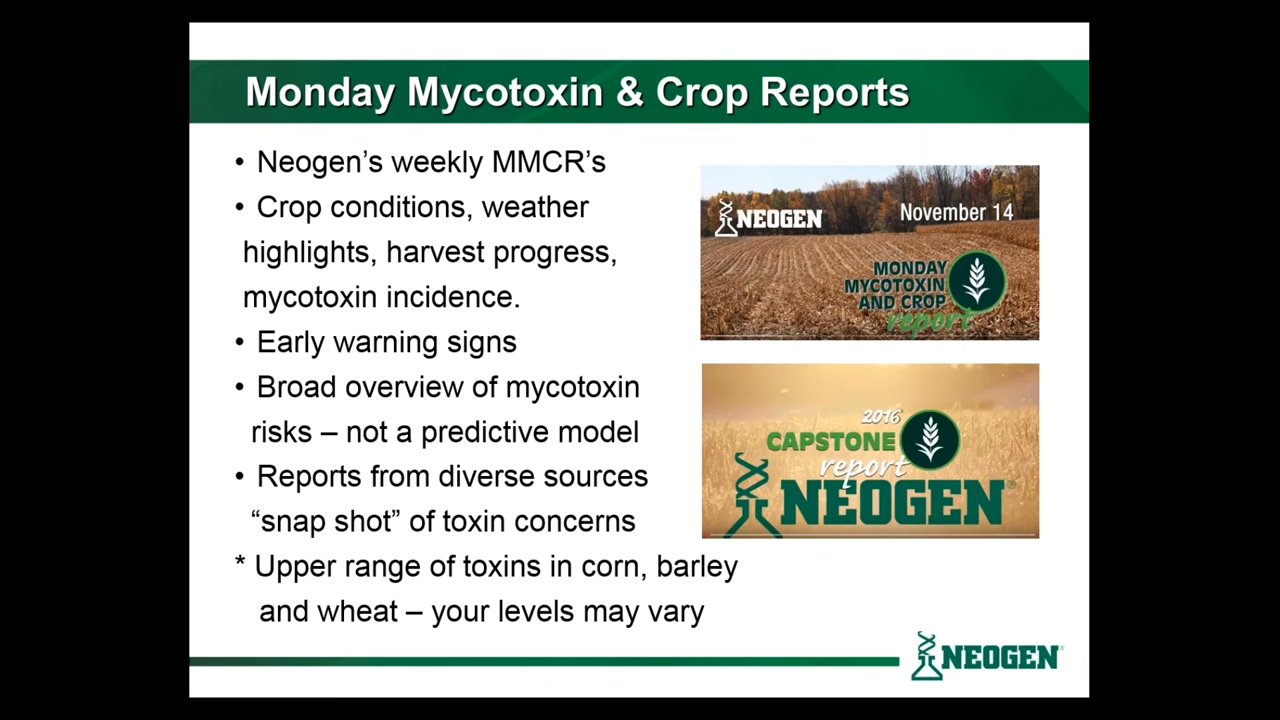 Monday Mycotoxin & Crop Reports
• Neogen’s weekly MMCR’s
• Crop conditions, weather
highlights, harvest progress,
mycotoxin incidence.
• Early warning signs
• Broad overview of mycotoxin
risks – not a predictive model
• Reports from diverse sources
“snap shot” of toxin concerns
* Upper range of toxins in corn, barley
and wheat – your levels may vary
NEOGEN
November 14
MONDAY
MYCOTOXIN
AND CROP
report
2016
CAPSTONE
report
NEOGEN®
NEOGEN®